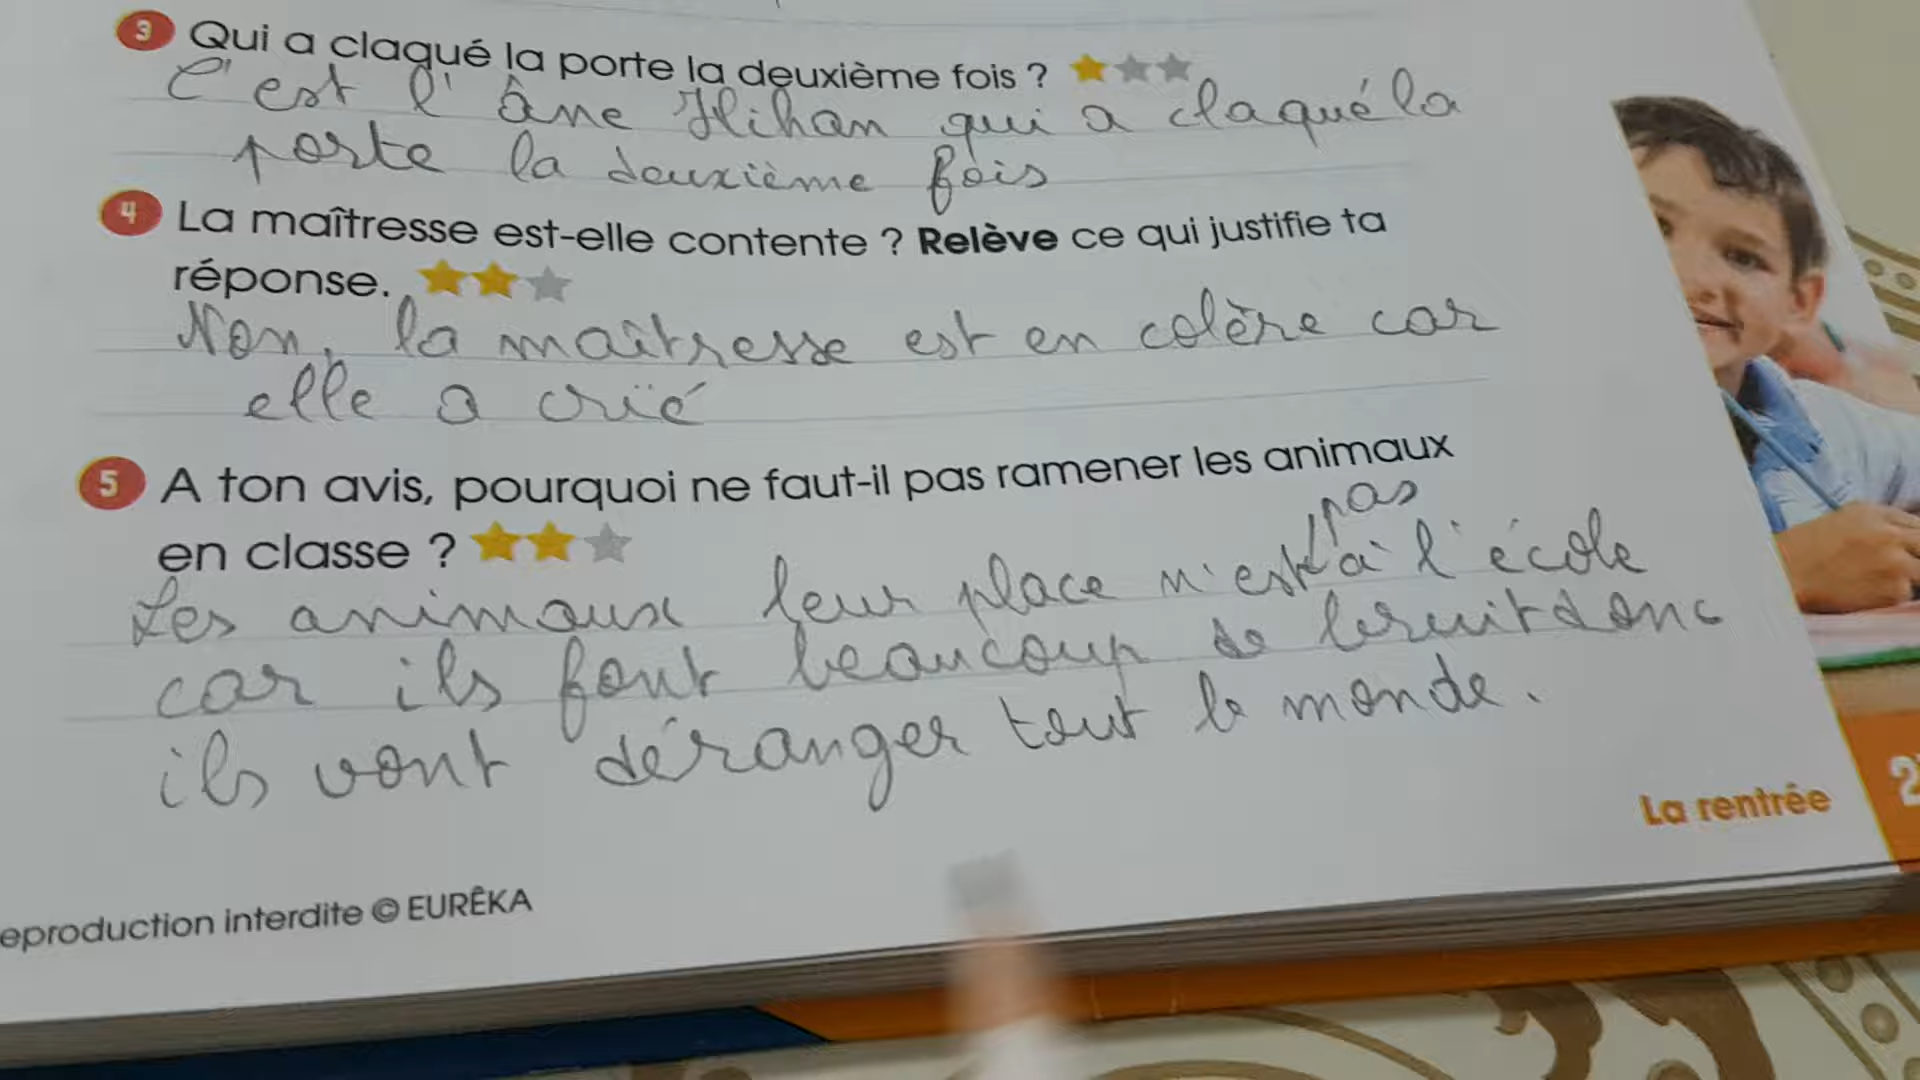 3 Qui a claqué la porte la deuxième fois ?
C'est l'âne Hihan qui a claqué la
porte la deuxième fois
4 La maîtresse est-elle contente ? Relève ce qui justifie ta
réponse.
Non, la maîtresse est en colère car
elle a crié
5 A ton avis, pourquoi ne faut-il pas ramener les animaux
en classe ?
pas
Les animaux leur place n'est à l'école
car ils font beaucoup de bruit donc
ils vont déranger tout le monde.
La rentrée
2
eproduction interdite © EURÊKA